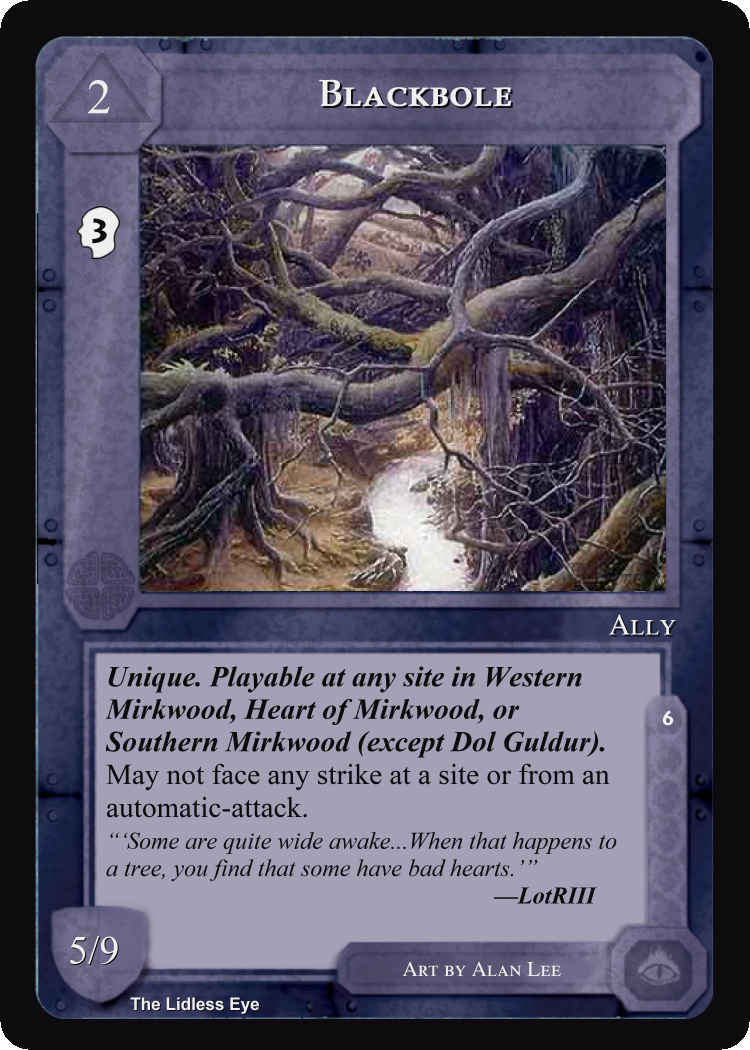 2
BLACKBOLE
3
ALLY
Unique. Playable at any site in Western
Mirkwood, Heart of Mirkwood, or
Southern Mirkwood (except Dol Guldur).
May not face any strike at a site or from an
automatic-attack.
“‘Some are quite wide awake...When that happens to
a tree, you find that some have bad hearts.’”
—LotRIII
6
5/9
ART BY ALAN LEE
The Lidless Eye